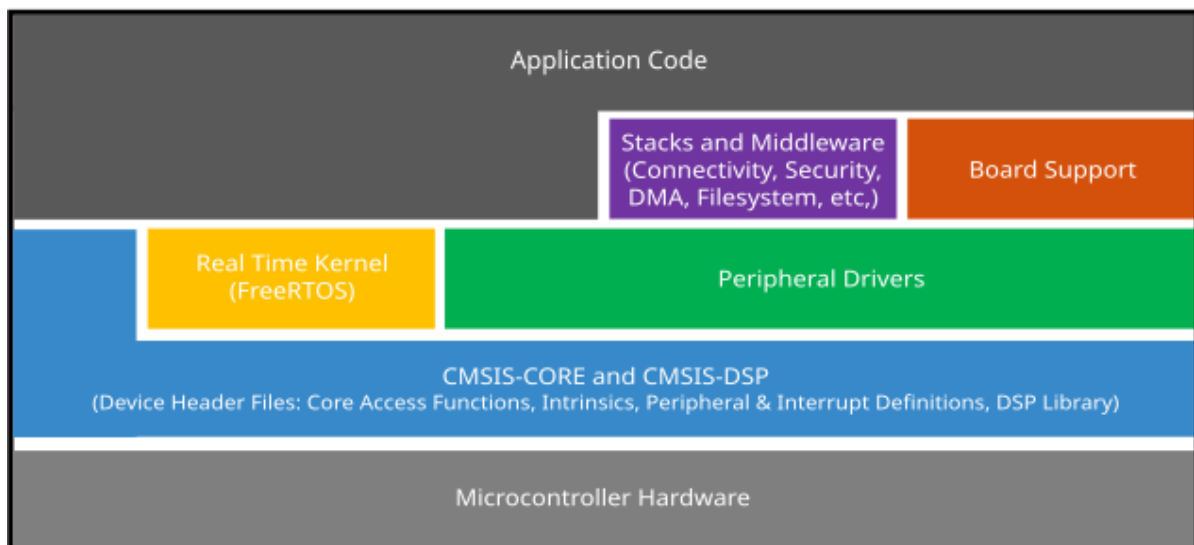 Application Code
Stacks and Middleware
(Connectivity, Security,
DMA, Filesystem, etc,)
Board Support
Real Time Kernel
(FreeRTOS)
Peripheral Drivers
CMSIS-CORE and CMSIS-DSP
(Device Header Files: Core Access Functions, Intrinsics, Peripheral & Interrupt Definitions, DSP Library)
Microcontroller Hardware